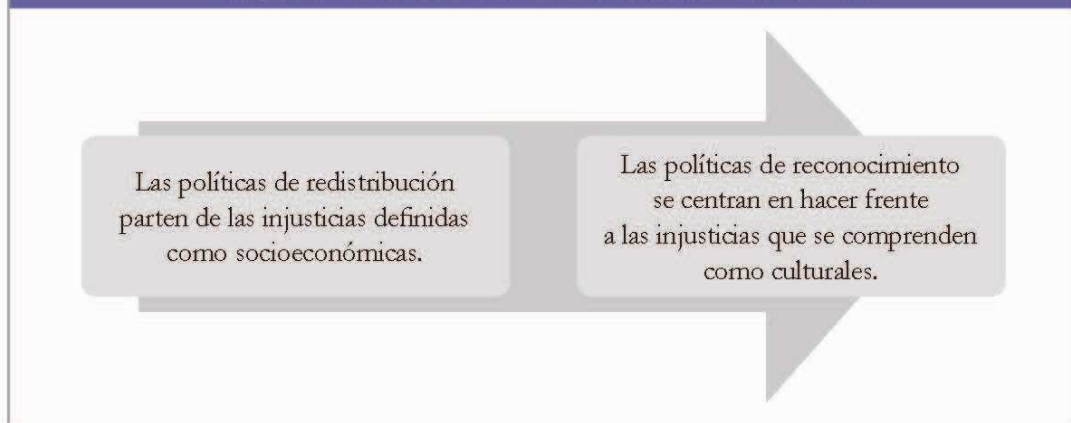 Las políticas de redistribución
parten de las injusticias definidas
como socioeconómicas.
Las políticas de reconocimiento
se centran en hacer frente
a las injusticias que se comprenden
como culturales.